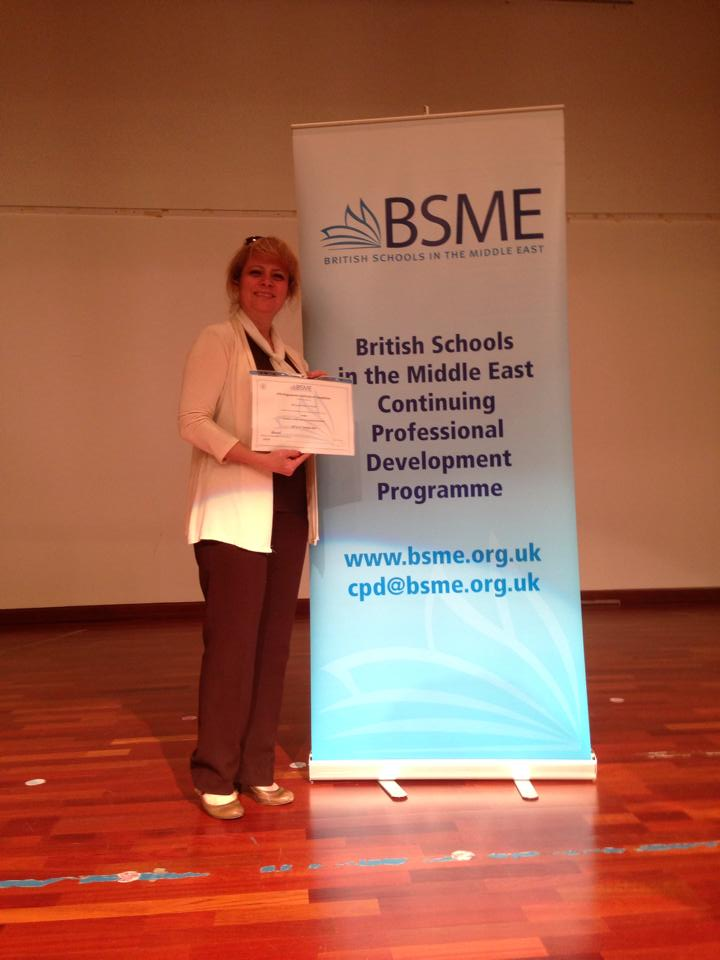 BSME
BRITISH SCHOOLS IN THE MIDDLE EAST
British Schools
in the Middle East
Continuing
Professional
Development
Programme
www.bsme.org.uk
cpd@bsme.org.uk
BSME